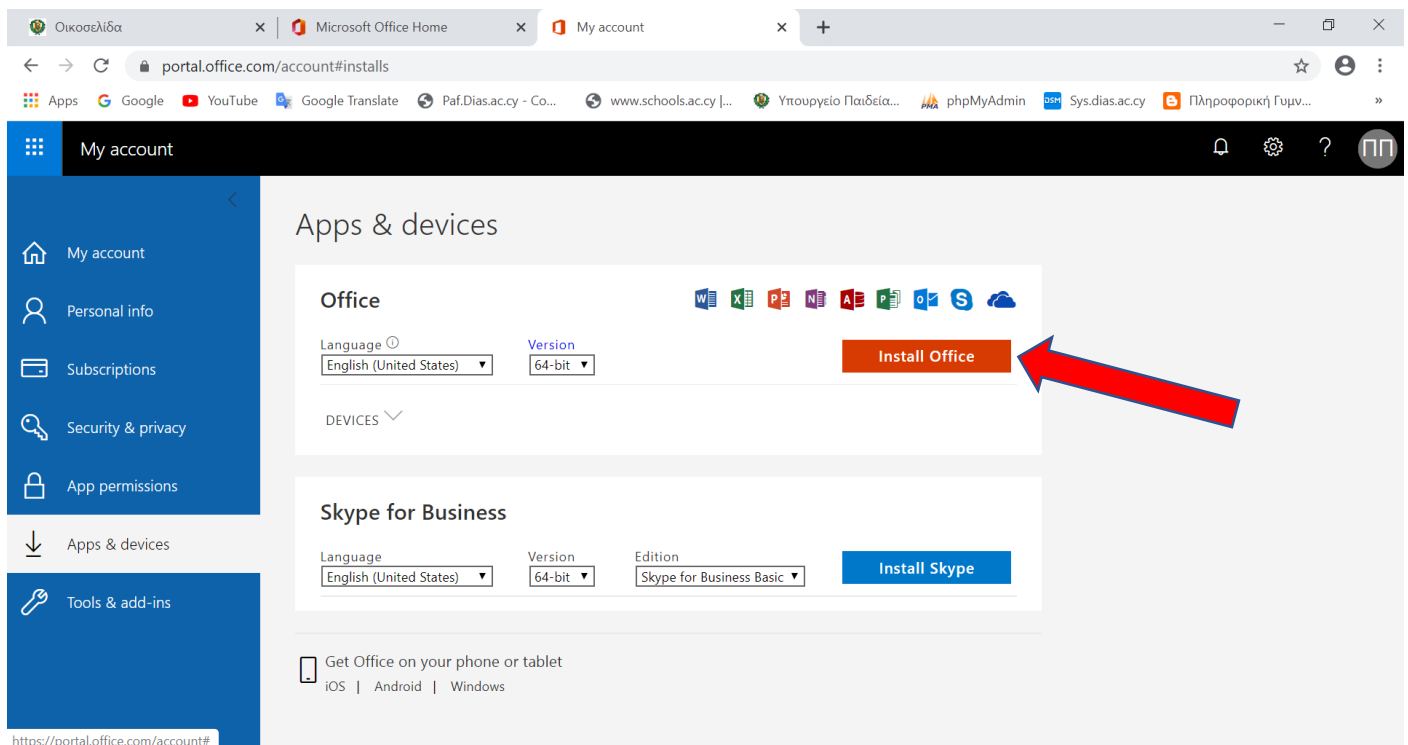 Οικοσελίδα
Microsoft Office Home
My account
portal.office.com/account#installs
Apps Google YouTube Google Translate Paf.Dias.ac.cy - Co... www.schools.ac.cy |... Υπουργείο Παιδεία... phpMyAdmin Sys.dias.ac.cy Πληροφορική Γυμν... »
My account ? ΠΠ
My account
Personal info
Subscriptions
Security & privacy
App permissions
Apps & devices
Tools & add-ins
Apps & devices
Office
Language Version
English (United States) 64-bit
Install Office
DEVICES
Skype for Business
Language Version Edition
English (United States) 64-bit Skype for Business Basic
Install Skype
Get Office on your phone or tablet
iOS | Android | Windows
https://portal.office.com/account#